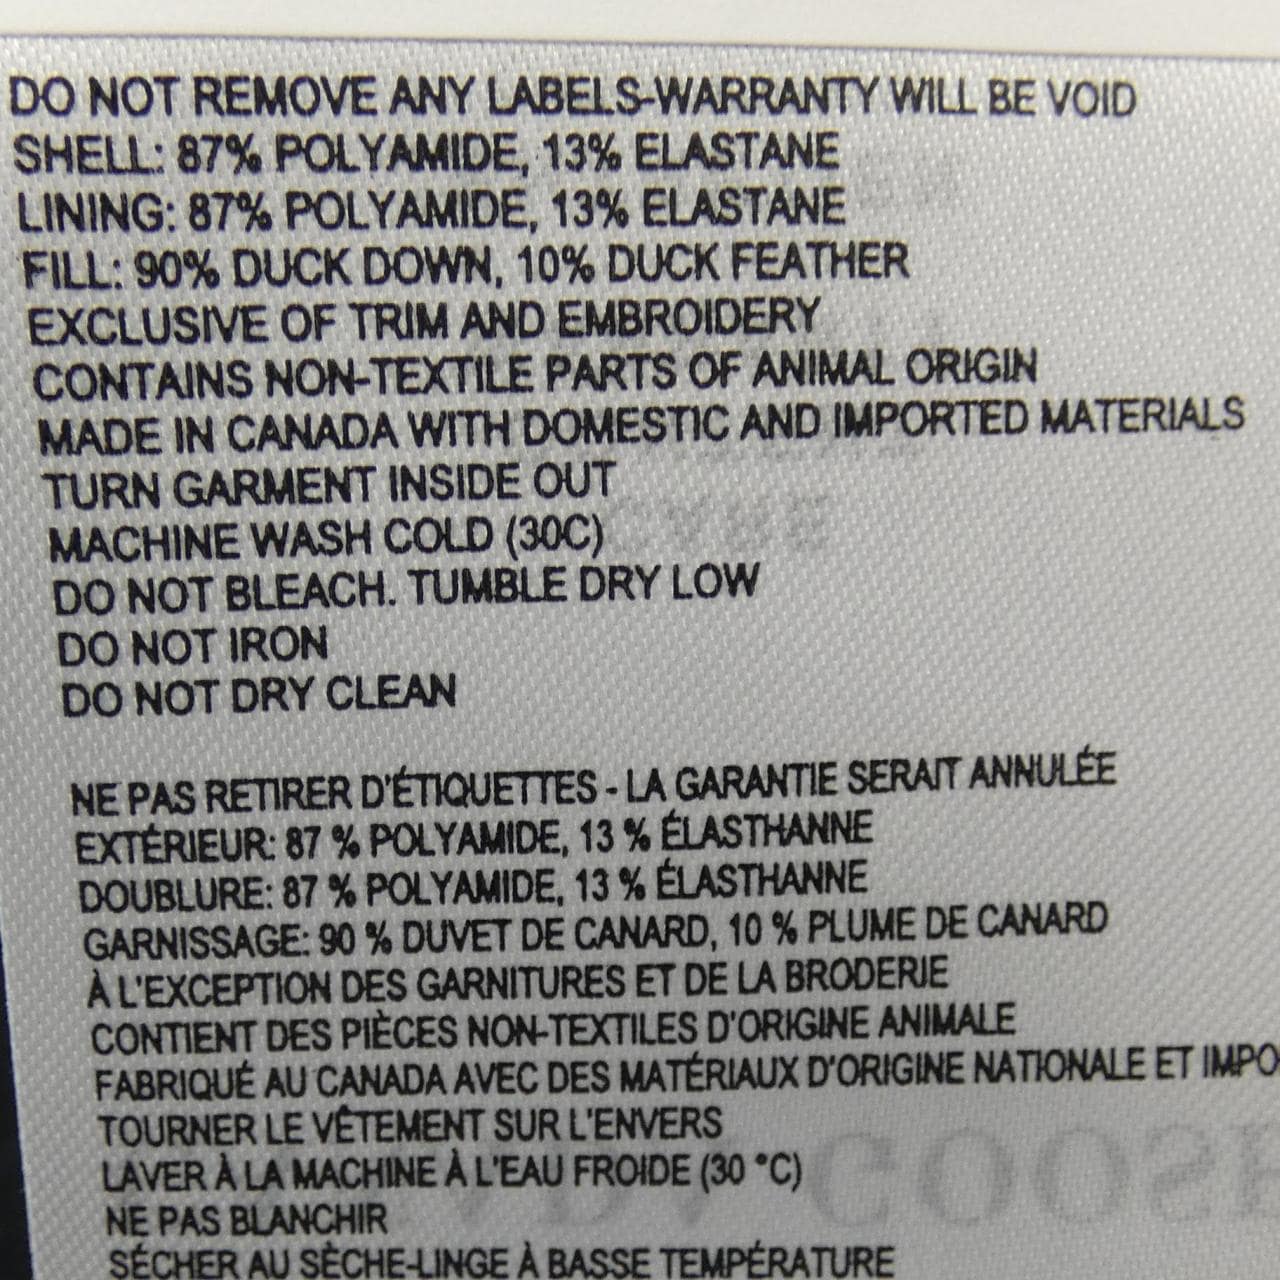 DO NOT REMOVE ANY LABELS-WARRANTY WILL BE VOID
SHELL: 87% POLYAMIDE, 13% ELASTANE
LINING: 87% POLYAMIDE, 13% ELASTANE
FILL: 90% DUCK DOWN, 10% DUCK FEATHER
EXCLUSIVE OF TRIM AND EMBROIDERY
CONTAINS NON-TEXTILE PARTS OF ANIMAL ORIGIN
MADE IN CANADA WITH DOMESTIC AND IMPORTED MATERIALS
TURN GARMENT INSIDE OUT
MACHINE WASH COLD (30C)
DO NOT BLEACH. TUMBLE DRY LOW
DO NOT IRON
DO NOT DRY CLEAN
NE PAS RETIRER D'ÉTIQUETTES - LA GARANTIE SERAIT ANNULÉE
EXTÉRIEUR: 87 % POLYAMIDE, 13 % ÉLASTHANNE
DOUBLURE: 87 % POLYAMIDE, 13 % ÉLASTHANNE
GARNISSAGE: 90 % DUVET DE CANARD, 10 % PLUME DE CANARD
À L'EXCEPTION DES GARNITURES ET DE LA BRODERIE
CONTIENT DES PIÈCES NON-TEXTILES D'ORIGINE ANIMALE
FABRIQUÉ AU CANADA AVEC DES MATÉRIAUX D'ORIGINE NATIONALE ET IMPO
TOURNER LE VÊTEMENT SUR L'ENVERS
LAVER À LA MACHINE À L'EAU FROIDE (30 °C)
NE PAS BLANCHIR
SÉCHER AU SÈCHE-LINGE À BASSE TEMPÉRATURE